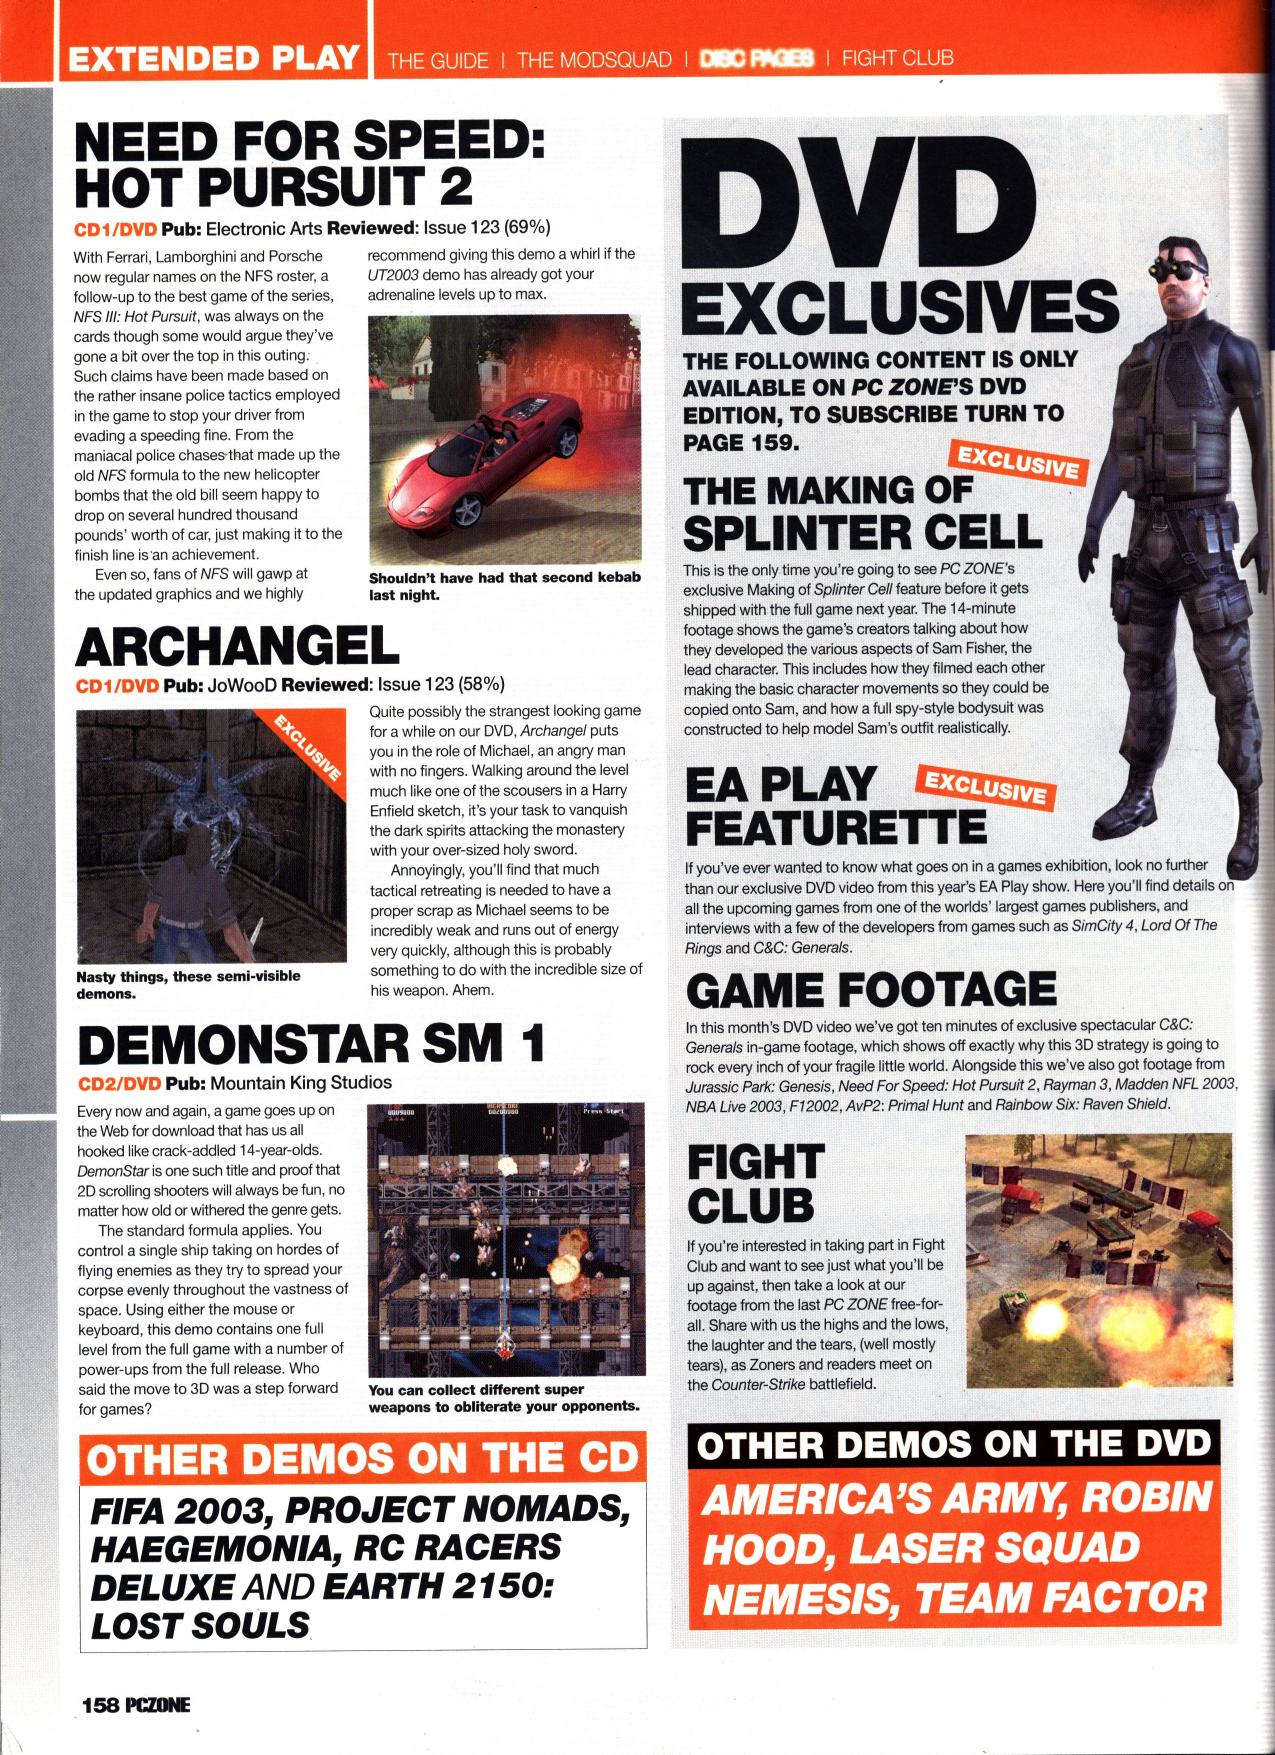 EXTENDED PLAY
THE GUIDE | THE MODSQUAD | DISC PAGES | FIGHT CLUB
NEED FOR SPEED:
HOT PURSUIT 2
CD1/DVD Pub: Electronic Arts Reviewed: Issue 123 (69%)
With Ferrari, Lamborghini and Porsche
now regular names on the NFS roster, a
follow-up to the best game of the series,
NFS III: Hot Pursuit, was always on the
cards though some would argue they've
gone a bit over the top in this outing.
Such claims have been made based on
the rather insane police tactics employed
in the game to stop your driver from
evading a speeding fine. From the
maniacal police chases that made up the
old NFS formula to the new helicopter
bombs that the old bill seem happy to
drop on several hundred thousand
pounds' worth of car, just making it to the
finish line is an achievement.
Even so, fans of NFS will gawp at
the updated graphics and we highly
recommend giving this demo a whirl if the
UT2003 demo has already got your
adrenaline levels up to max.
Shouldn't have had that second kebab
last night.
ARCHANGEL
CD1/DVD Pub: JoWooD Reviewed: Issue 123 (58%)
EXCLUSIVE
Nasty things, these semi-visible
demons.
Quite possibly the strangest looking game
for a while on our DVD, Archangel puts
you in the role of Michael, an angry man
with no fingers. Walking around the level
much like one of the scousers in a Harry
Enfield sketch, it's your task to vanquish
the dark spirits attacking the monastery
with your over-sized holy sword.
Annoyingly, you'll find that much
tactical retreating is needed to have a
proper scrap as Michael seems to be
incredibly weak and runs out of energy
very quickly, although this is probably
something to do with the incredible size of
his weapon. Ahem.
DEMONSTAR SM 1
CD2/DVD Pub: Mountain King Studios
Every now and again, a game goes up on
the Web for download that has us all
hooked like crack-addled 14-year-olds.
DemonStar is one such title and proof that
2D scrolling shooters will always be fun, no
matter how old or withered the genre gets.
The standard formula applies. You
control a single ship taking on hordes of
flying enemies as they try to spread your
corpse evenly throughout the vastness of
space. Using either the mouse or
keyboard, this demo contains one full
level from the full game with a number of
power-ups from the full release. Who
said the move to 3D was a step forward
for games?
Press Start
You can collect different super
weapons to obliterate your opponents.
OTHER DEMOS ON THE CD
FIFA 2003, PROJECT NOMADS,
HAEGEMONIA, RC RACERS
DELUXE AND EARTH 2150:
LOST SOULS
DVD
EXCLUSIVES
THE FOLLOWING CONTENT IS ONLY
AVAILABLE ON PC ZONE'S DVD
EDITION, TO SUBSCRIBE TURN TO
PAGE 159.
EXCLUSIVE
THE MAKING OF
SPLINTER CELL
This is the only time you're going to see PC ZONE's
exclusive Making of Splinter Cell feature before it gets
shipped with the full game next year. The 14-minute
footage shows the game's creators talking about how
they developed the various aspects of Sam Fisher, the
lead character. This includes how they filmed each other
making the basic character movements so they could be
copied onto Sam, and how a full spy-style bodysuit was
constructed to help model Sam's outfit realistically.
EA PLAY
FEATURETTE
EXCLUSIVE
If you've ever wanted to know what goes on in a games exhibition, look no further
than our exclusive DVD video from this year's EA Play show. Here you'll find details on
all the upcoming games from one of the worlds' largest games publishers, and
interviews with a few of the developers from games such as SimCity 4, Lord Of The
Rings and C&C: Generals.
GAME FOOTAGE
In this month's DVD video we've got ten minutes of exclusive spectacular C&C:
Generals in-game footage, which shows off exactly why this 3D strategy is going to
rock every inch of your fragile little world. Alongside this we've also got footage from
Jurassic Park: Genesis, Need For Speed: Hot Pursuit 2, Rayman 3, Madden NFL 2003,
NBA Live 2003, F12002, AvP2: Primal Hunt and Rainbow Six: Raven Shield.
FIGHT
CLUB
If you're interested in taking part in Fight
Club and want to see just what you'll be
up against, then take a look at our
footage from the last PC ZONE free-for-
all. Share with us the highs and the lows,
the laughter and the tears, (well mostly
tears), as Zoners and readers meet on
the Counter-Strike battlefield.
OTHER DEMOS ON THE DVD
AMERICA'S ARMY, ROBIN
HOOD, LASER SQUAD
NEMESIS, TEAM FACTOR
158 PCZONE